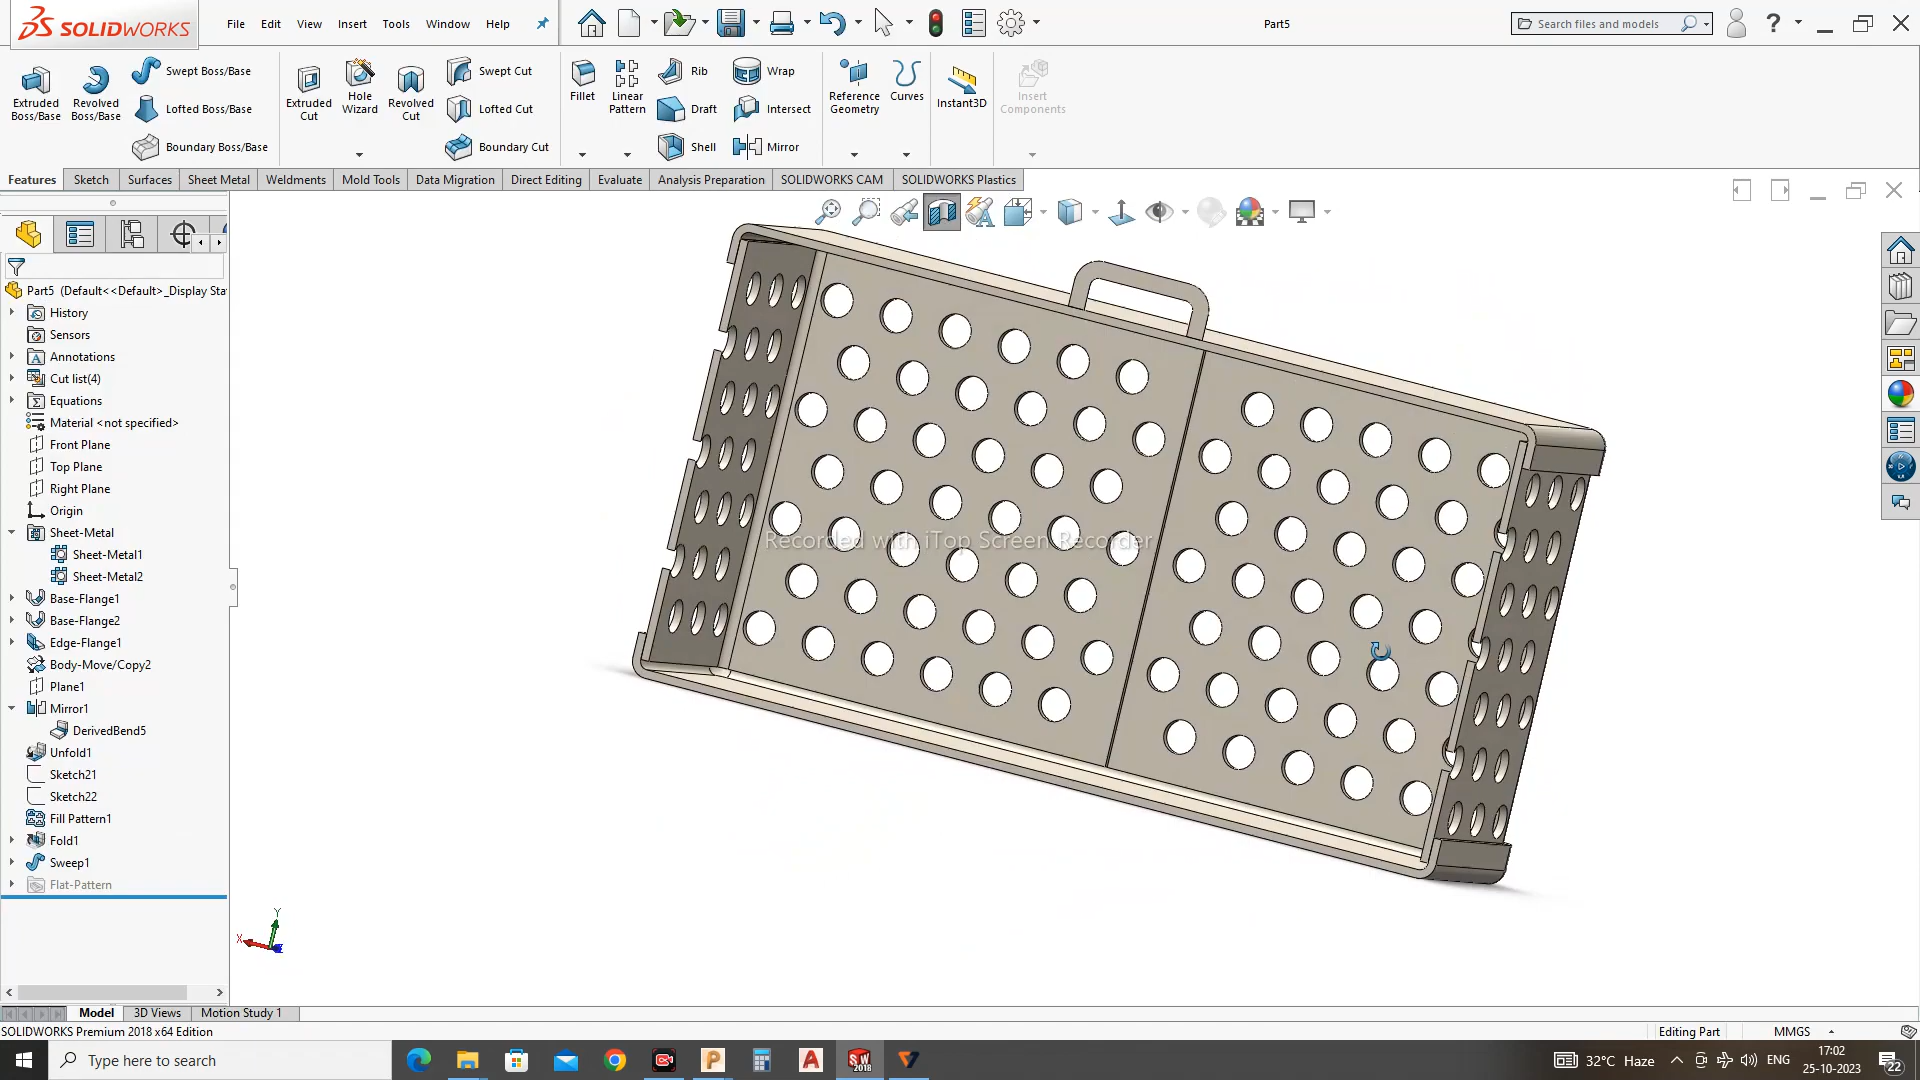 SOLIDWORKS
File Edit View Insert Tools Window Help
Part5
Search files and models
Extruded Boss/Base
Revolved Boss/Base
Swept Boss/Base
Lofted Boss/Base
Boundary Boss/Base
Extruded Cut
Hole Wizard
Revolved Cut
Swept Cut
Lofted Cut
Boundary Cut
Fillet
Linear Pattern
Rib
Draft
Shell
Wrap
Intersect
Mirror
Reference Geometry
Curves
Instant3D
Insert Components
Features Sketch Surfaces Sheet Metal Weldments Mold Tools Data Migration Direct Editing Evaluate Analysis Preparation SOLIDWORKS CAM SOLIDWORKS Plastics
Part5 (Default<<Default>_Display Sta
History
Sensors
Annotations
Cut list(4)
Equations
Material <not specified>
Front Plane
Top Plane
Right Plane
Origin
Sheet-Metal
Sheet-Metal1
Sheet-Metal2
Base-Flange1
Base-Flange2
Edge-Flange1
Body-Move/Copy2
Plane1
Mirror1
DerivedBend5
Unfold1
Sketch21
Sketch22
Fill Pattern1
Fold1
Sweep1
Flat-Pattern
Recorded with iTop Screen Recorder
Y
X
Model 3D Views Motion Study 1
SOLIDWORKS Premium 2018 x64 Edition
Editing Part MMGS
Type here to search
32°C Haze
ENG
17:02
25-10-2023
22